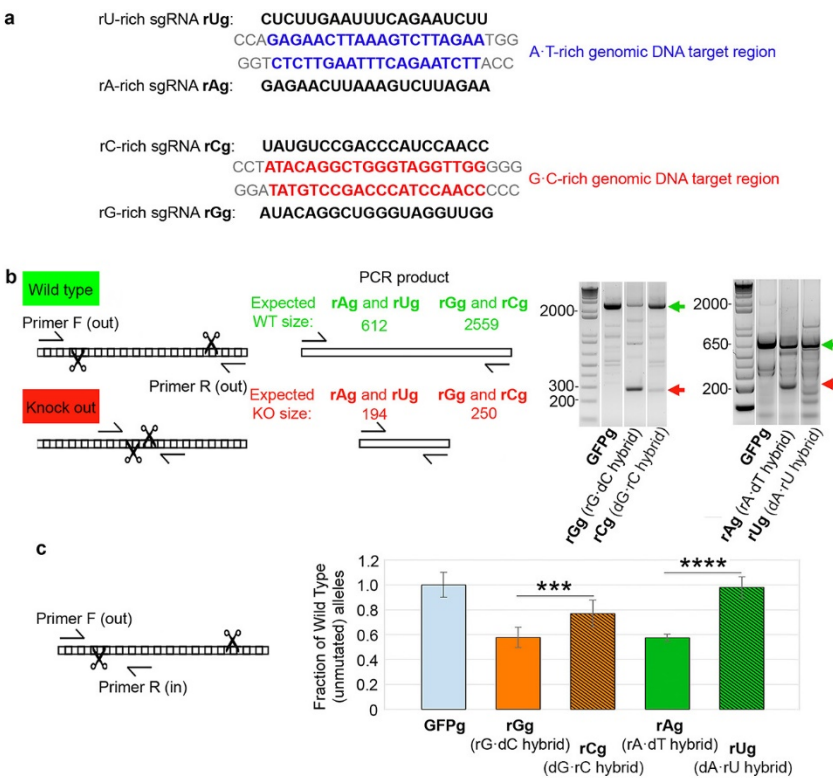 a
rU-rich sgRNA rUg: CUCUUGAAUUUCAGAAUCUU
CCAGAGAACTTAAAGTCTTAGAATGG
GGTCTCTTGAATTTCAGAATCTTACC
A·T-rich genomic DNA target region
rA-rich sgRNA rAg: GAGAACUUAAAGUCUUAGAA
rC-rich sgRNA rCg: UAUGUCCGACCCAUCCAACC
CCTATACAGGCTGGGTAGGTTGGGGG
GGATATGTCCGACCCATCCAACCCCC
G·C-rich genomic DNA target region
rG-rich sgRNA rGg: AUACAGGCUGGGUAGGUUGG
b
Wild type
Primer F (out)
Primer R (out)
Knock out
PCR product
Expected WT size:
rAg and rUg
612
rGg and rCg
2559
Expected KO size:
rAg and rUg
194
rGg and rCg
250
2000
300
200
GFPg
rGg (rG·dC hybrid)
rCg (dG·rC hybrid)
2000
650
200
GFPg
rAg (rA·dT hybrid)
rUg (dA·rU hybrid)
c
Primer F (out)
Primer R (in)
Fraction of Wild Type (unmutated) alleles
1.2
1
0.8
0.6
0.4
0.2
0
***
****
GFPg
rGg
(rG·dC hybrid)
rCg
(dG·rC hybrid)
rAg
(rA·dT hybrid)
rUg
(dA·rU hybrid)